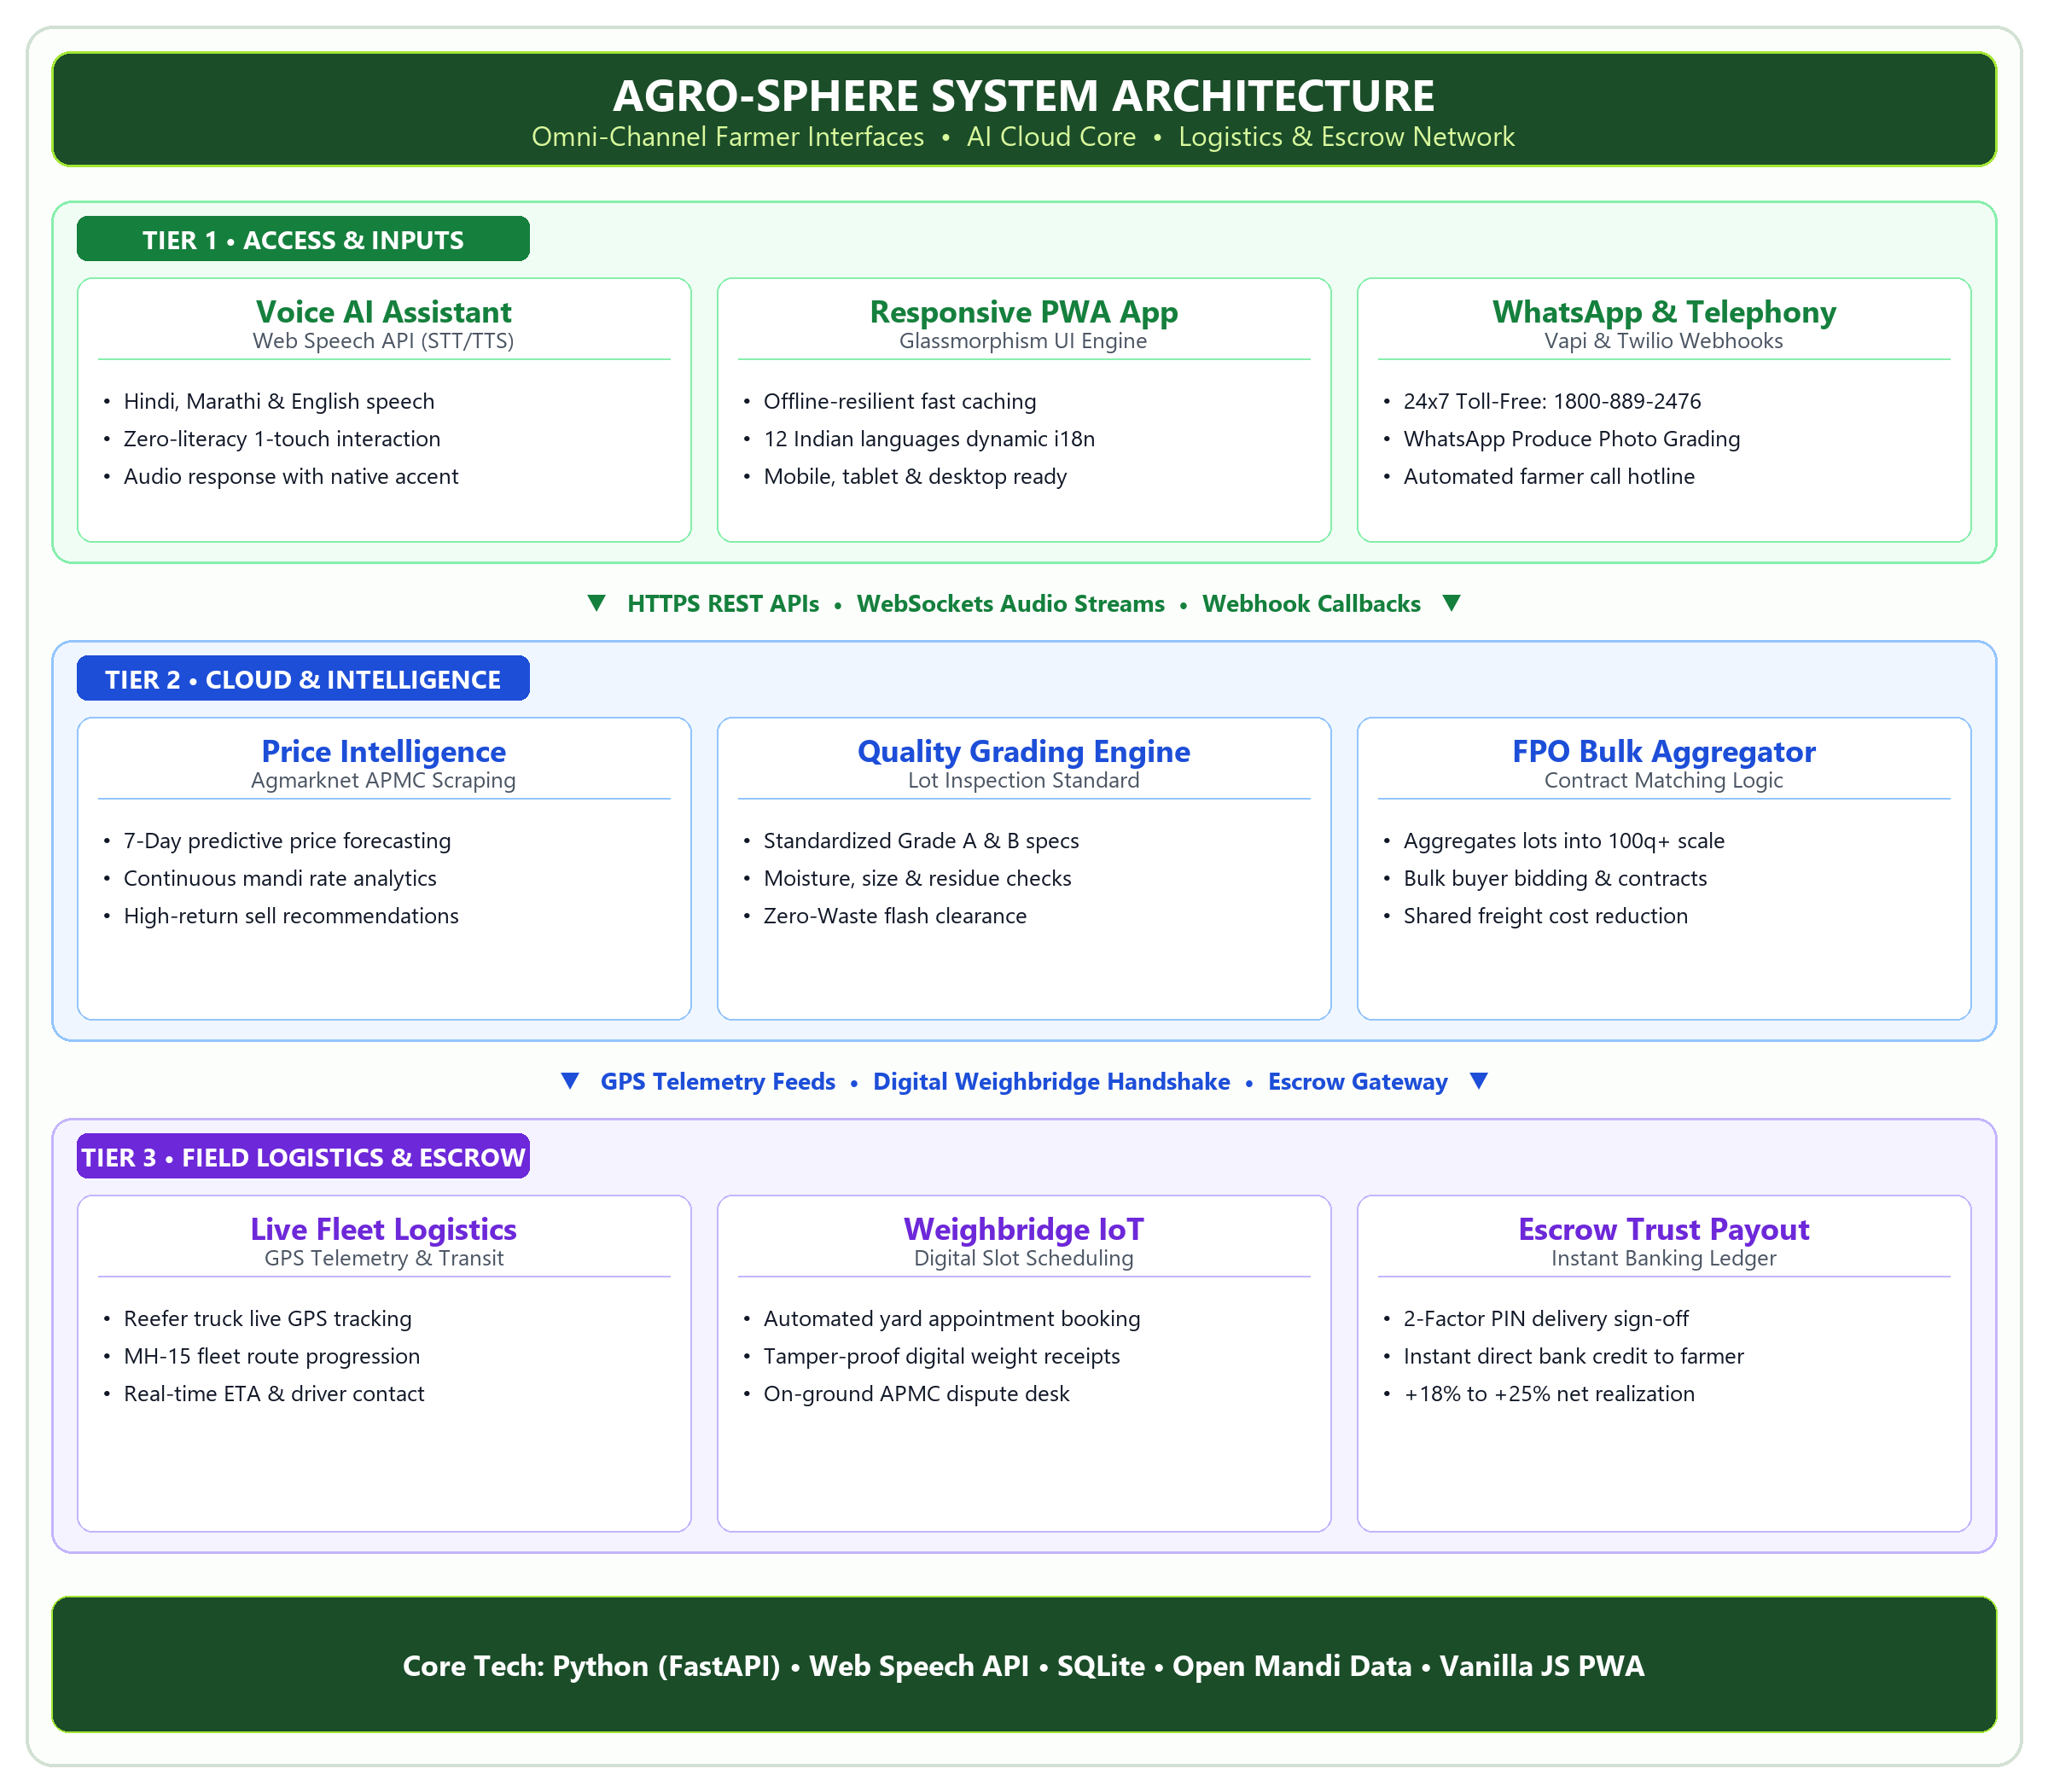 AGRO-SPHERE SYSTEM ARCHITECTURE
Omni-Channel Farmer Interfaces • AI Cloud Core • Logistics & Escrow Network
TIER 1 • ACCESS & INPUTS
Voice AI Assistant
Web Speech API (STT/TTS)
• Hindi, Marathi & English speech
• Zero-literacy 1-touch interaction
• Audio response with native accent
Responsive PWA App
Glassmorphism UI Engine
• Offline-resilient fast caching
• 12 Indian languages dynamic i18n
• Mobile, tablet & desktop ready
WhatsApp & Telephony
Vapi & Twilio Webhooks
• 24x7 Toll-Free: 1800-889-2476
• WhatsApp Produce Photo Grading
• Automated farmer call hotline
▼ HTTPS REST APIs • WebSockets Audio Streams • Webhook Callbacks ▼
TIER 2 • CLOUD & INTELLIGENCE
Price Intelligence
Agmarknet APMC Scraping
• 7-Day predictive price forecasting
• Continuous mandi rate analytics
• High-return sell recommendations
Quality Grading Engine
Lot Inspection Standard
• Standardized Grade A & B specs
• Moisture, size & residue checks
• Zero-Waste flash clearance
FPO Bulk Aggregator
Contract Matching Logic
• Aggregates lots into 100q+ scale
• Bulk buyer bidding & contracts
• Shared freight cost reduction
▼ GPS Telemetry Feeds • Digital Weighbridge Handshake • Escrow Gateway ▼
TIER 3 • FIELD LOGISTICS & ESCROW
Live Fleet Logistics
GPS Telemetry & Transit
• Reefer truck live GPS tracking
• MH-15 fleet route progression
• Real-time ETA & driver contact
Weighbridge IoT
Digital Slot Scheduling
• Automated yard appointment booking
• Tamper-proof digital weight receipts
• On-ground APMC dispute desk
Escrow Trust Payout
Instant Banking Ledger
• 2-Factor PIN delivery sign-off
• Instant direct bank credit to farmer
• +18% to +25% net realization
Core Tech: Python (FastAPI) • Web Speech API • SQLite • Open Mandi Data • Vanilla JS PWA